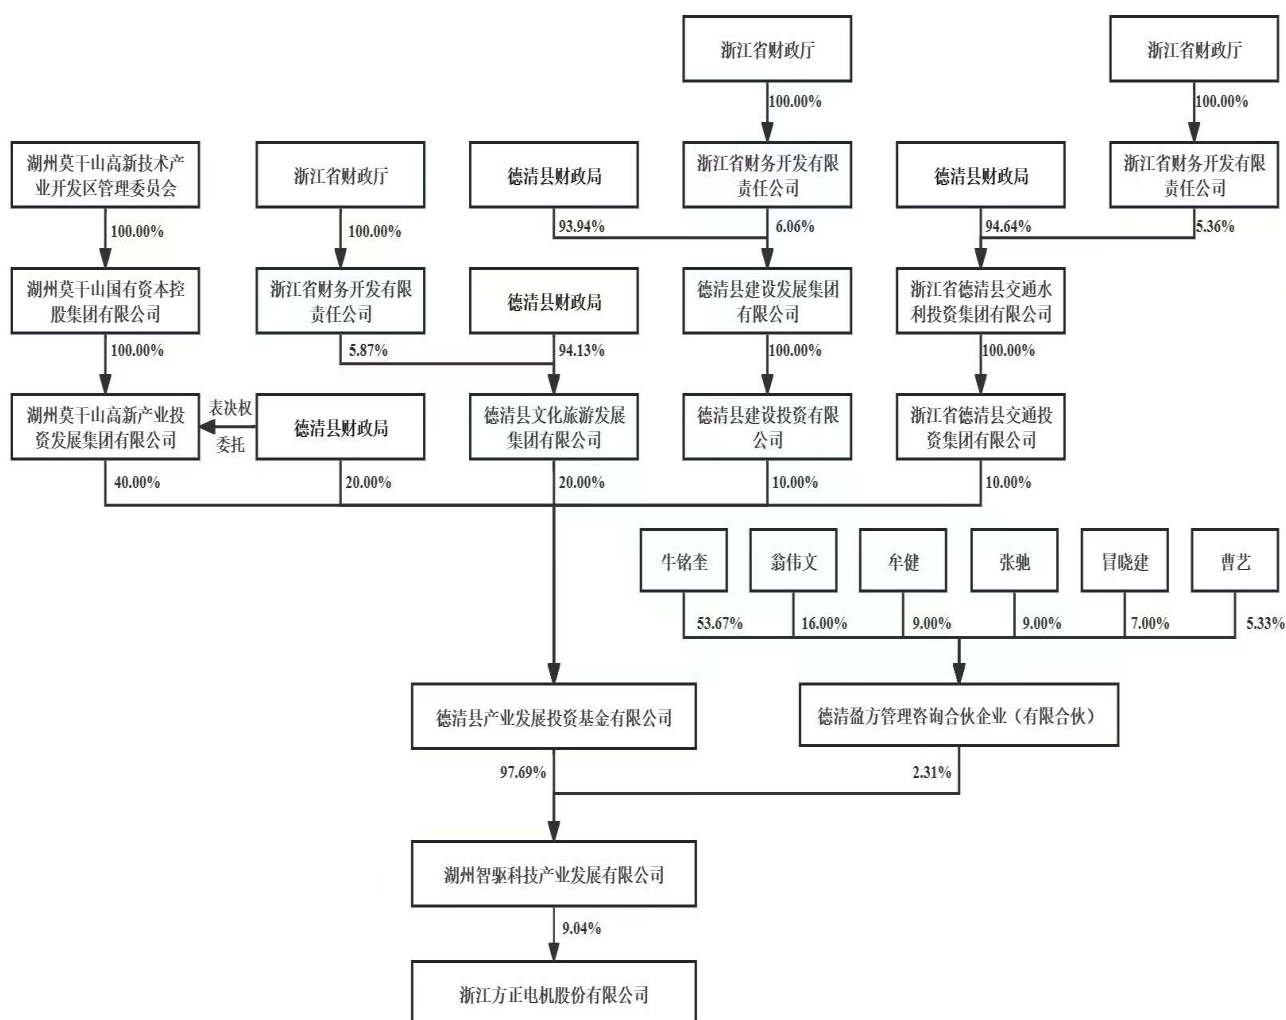 浙江省财政厅
浙江省财政厅
100.00%
100.00%
湖州莫干山高新技术产
业开发区管理委员会
浙江省财政厅
德清县财政局
浙江省财务开发有限
责任公司
德清县财政局
浙江省财务开发有限
责任公司
100.00%
100.00%
93.94%
6.06%
94.64%
5.36%
湖州莫干山国有资本控
股集团有限公司
浙江省财务开发有限
责任公司
德清县财政局
德清县建设发展集团
有限公司
浙江省德清县交通水
利投资集团有限公司
100.00%
5.87%
94.13%
100.00%
100.00%
湖州莫干山高新产业投
资发展集团有限公司
表决权
委托
德清县财政局
德清县文化旅游发展
集团有限公司
德清县建设投资有限
公司
浙江省德清县交通投
资集团有限公司
40.00%
20.00%
20.00%
10.00%
10.00%
牛铭奎
翁伟文
牟健
张驰
冒晓建
曹艺
53.67%
16.00%
9.00%
9.00%
7.00%
5.33%
德清县产业发展投资基金有限公司
德清盈方管理咨询合伙企业（有限合伙）
97.69%
2.31%
湖州智驱科技产业发展有限公司
9.04%
浙江方正电机股份有限公司